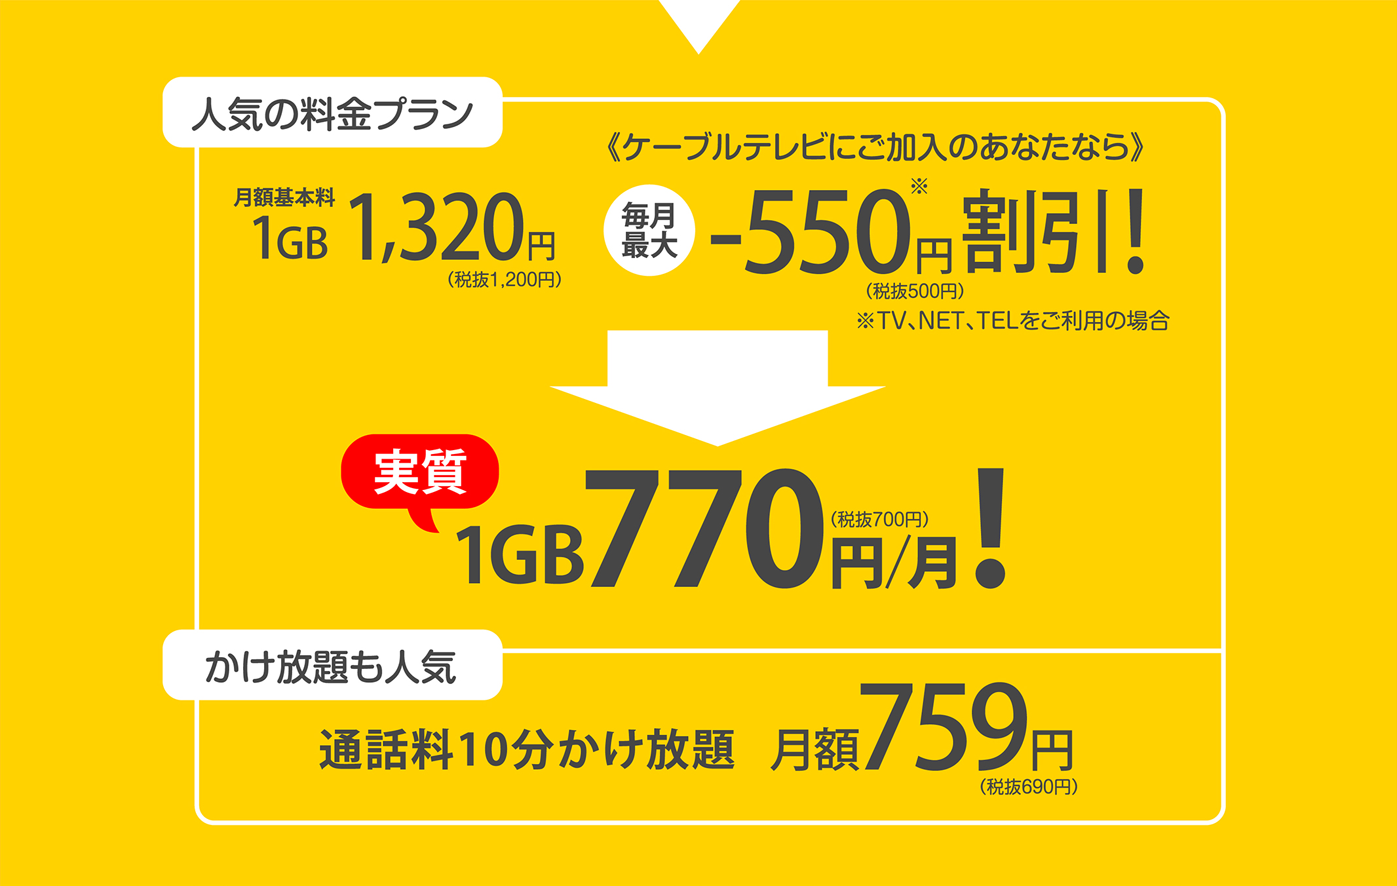 人気の料金プラン
《ケーブルテレビにご加入のあなたなら》
月額基本料
1GB 1,320円
(税抜1,200円)
毎月
最大
-550円※割引!
(税抜500円)
※TV、NET、TELをご利用の場合
実質
1GB770円/月!
(税抜700円)
かけ放題も人気
通話料10分かけ放題 月額759円
(税抜690円)